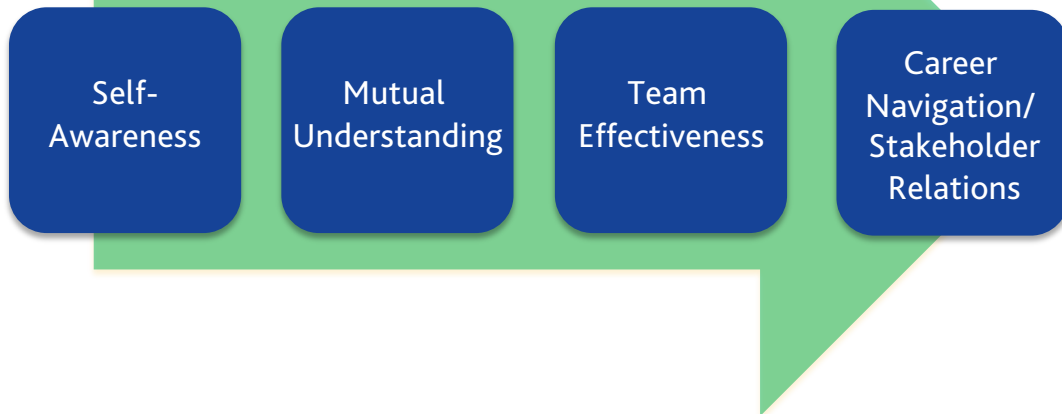 Self-
Awareness
Mutual
Understanding
Team
Effectiveness
Career
Navigation/
Stakeholder
Relations